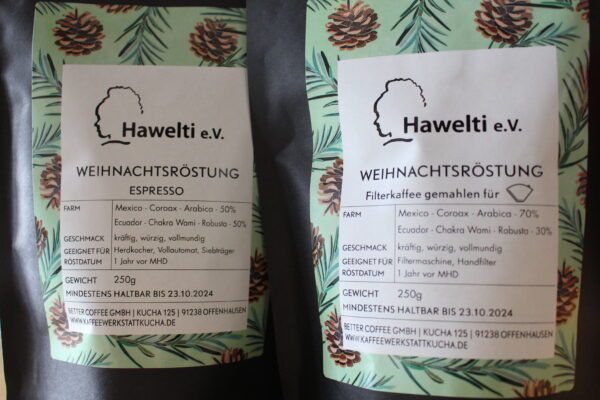 Hawelti e.V.
WEIHNACHTSRÖSTUNG
ESPRESSO
FARM Mexico - Coroax - Arabica - 50%
Ecuador - Chakra Wami - Robusta - 50%
GESCHMACK kräftig, würzig, vollmundig
GEEIGNET FÜR Herdkocher, Vollautomat, Siebträger
RÖSTDATUM 1 Jahr vor MHD
GEWICHT 250g
MINDESTENS HALTBAR BIS 23.10.2024
BETTER COFFEE GMBH | KUCHA 125 | 91238 OFFENHAUSEN
WWW.KAFFEEWERKSTATTKUCHA.DE
Hawelti e.V.
WEIHNACHTSRÖSTUNG
Filterkaffee gemahlen für
FARM Mexico - Coroax - Arabica - 70%
Ecuador - Chakra Wami - Robusta - 30%
GESCHMACK kräftig, würzig, vollmundig
GEEIGNET FÜR Filtermaschine, Handfilter
RÖSTDATUM 1 Jahr vor MHD
GEWICHT 250g
MINDESTENS HALTBAR BIS 23.10.2024
BETTER COFFEE GMBH | KUCHA 125 | 91238 OFFENHAUSEN
WWW.KAFFEEWERKSTATTKUCHA.DE